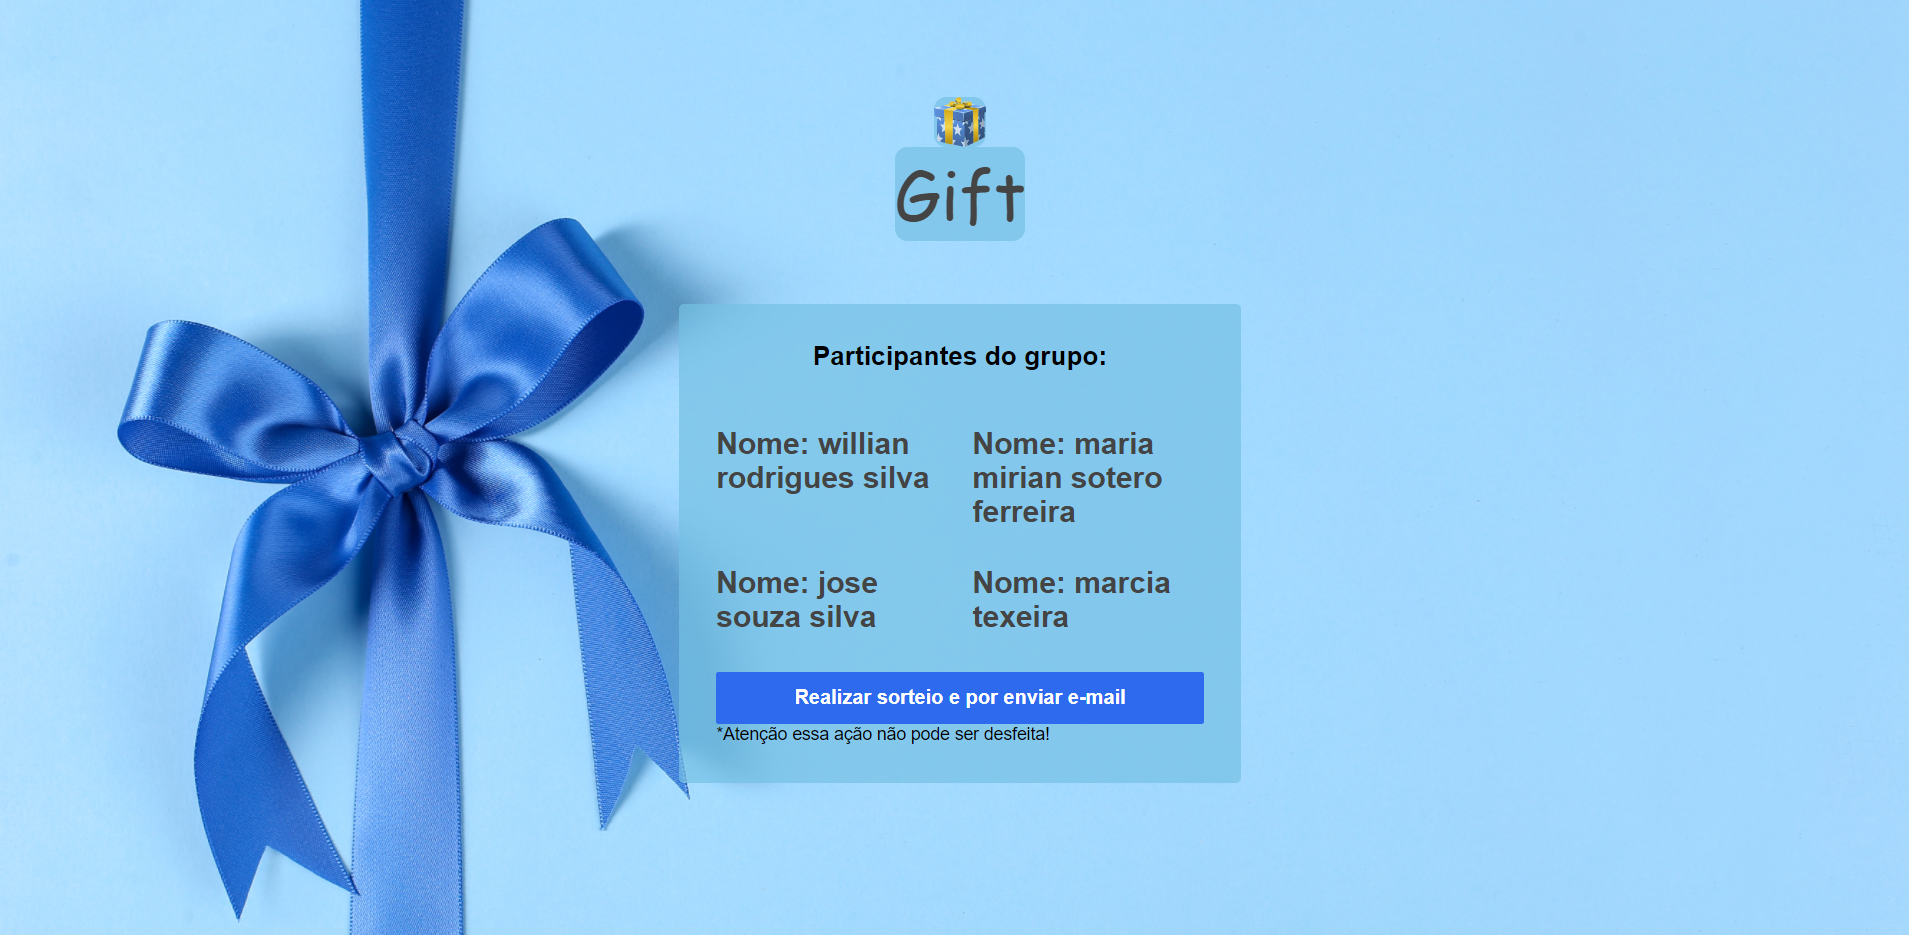 Gift
Participantes do grupo:
Nome: willian
rodrigues silva
Nome: maria
mirian sotero
ferreira
Nome: jose
souza silva
Nome: marcia
texeira
Realizar sorteio e por enviar e-mail
*Atenção essa ação não pode ser desfeita!